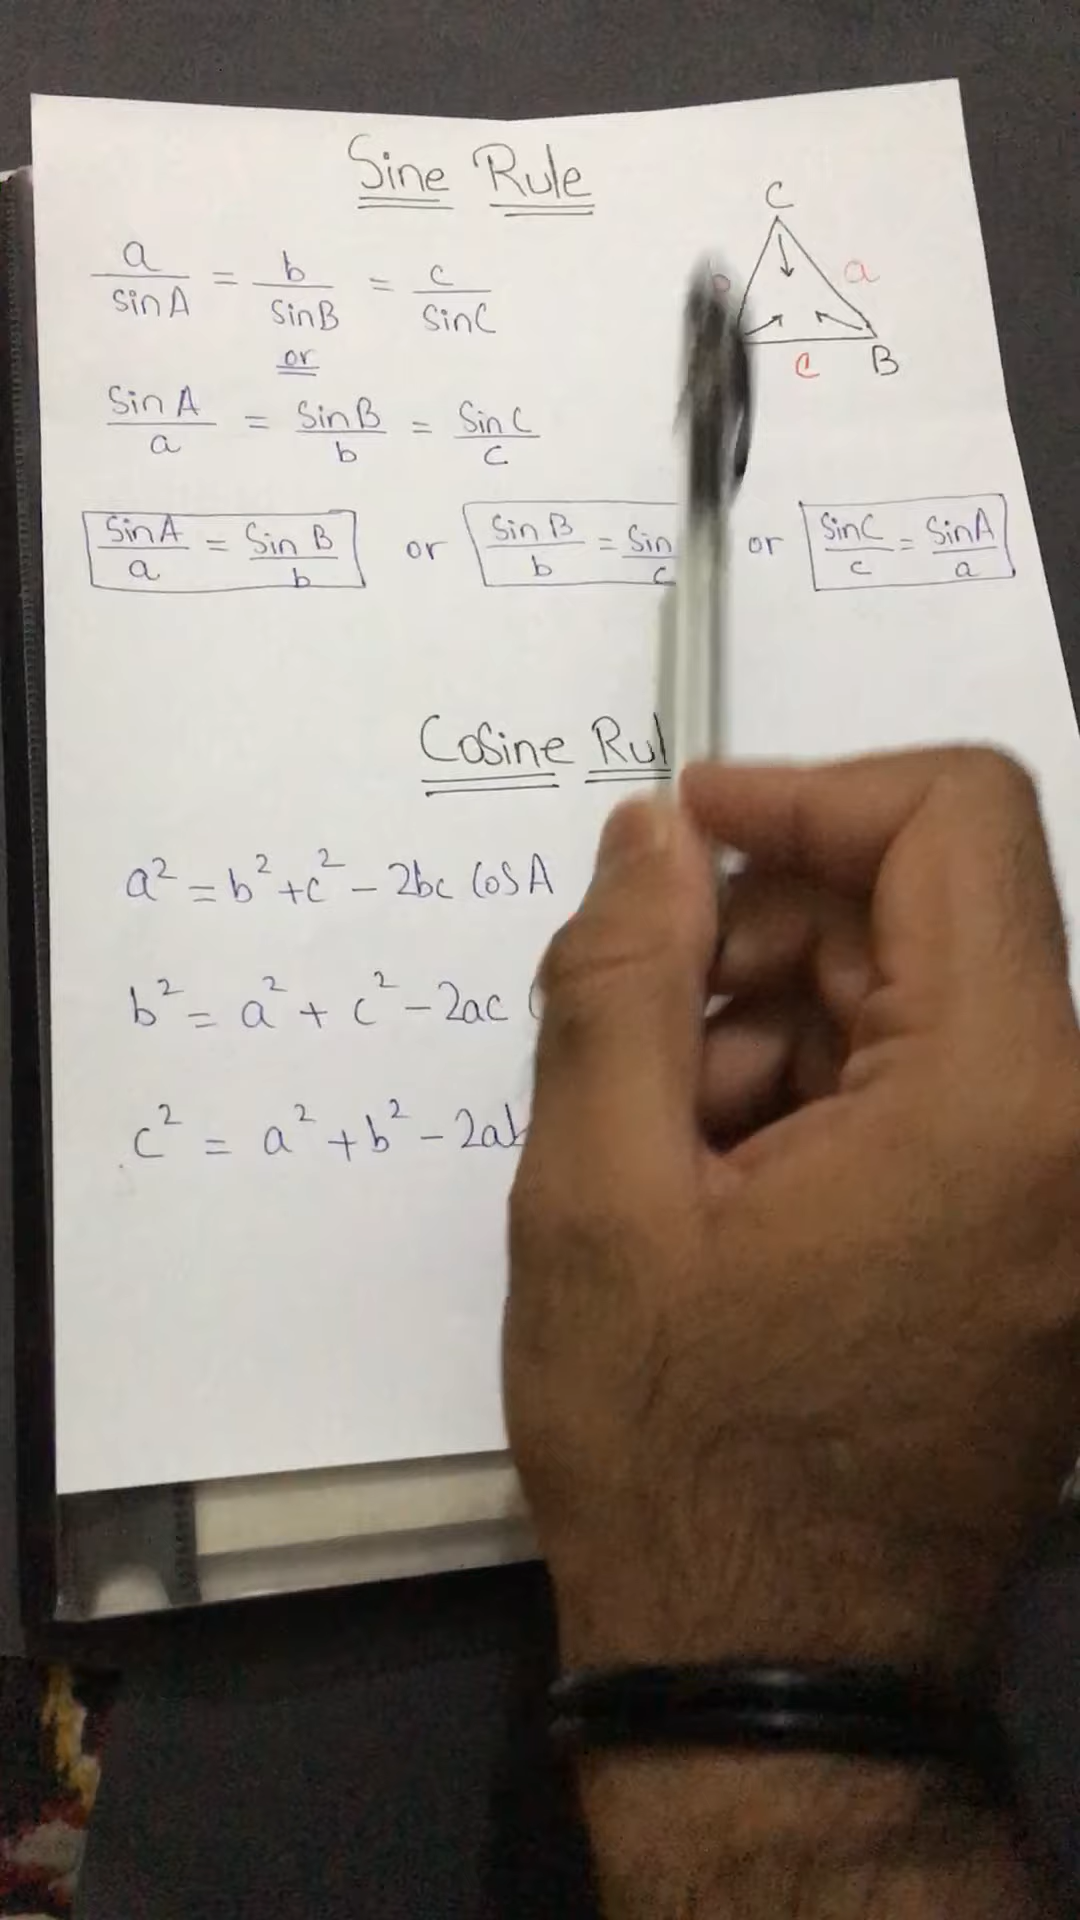 Sine Rule
C
a/sinA = b/sinB = c/sinC
a
or
c
B
SinA/a = SinB/b = SinC/c
SinA/a = SinB/b or SinB/b = Sin/c or SinC/c = SinA/a
Cosine Rul
a² = b² + c² - 2bc CosA
b² = a² + c² - 2ac
c² = a² + b² - 2ab